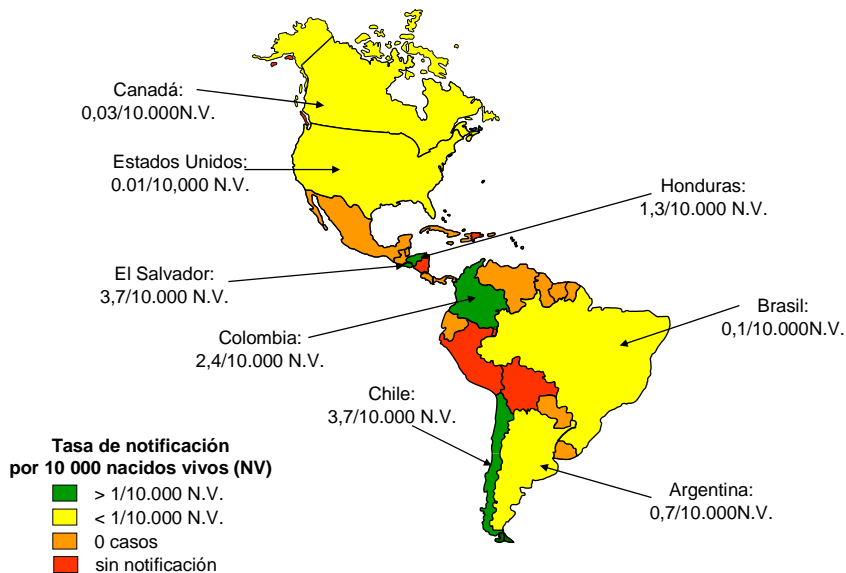 Canadá:
0,03/10.000N.V.
Estados Unidos:
0.01/10,000 N.V.
Honduras:
1,3/10.000 N.V.
El Salvador:
3,7/10.000 N.V.
Colombia:
2,4/10.000 N.V.
Brasil:
0,1/10.000N.V.
Chile:
3,7/10.000 N.V.
Argentina:
0,7/10.000N.V.
Tasa de notificación
por 10 000 nacidos vivos (NV)
> 1/10.000 N.V.
< 1/10.000 N.V.
0 casos
sin notificación